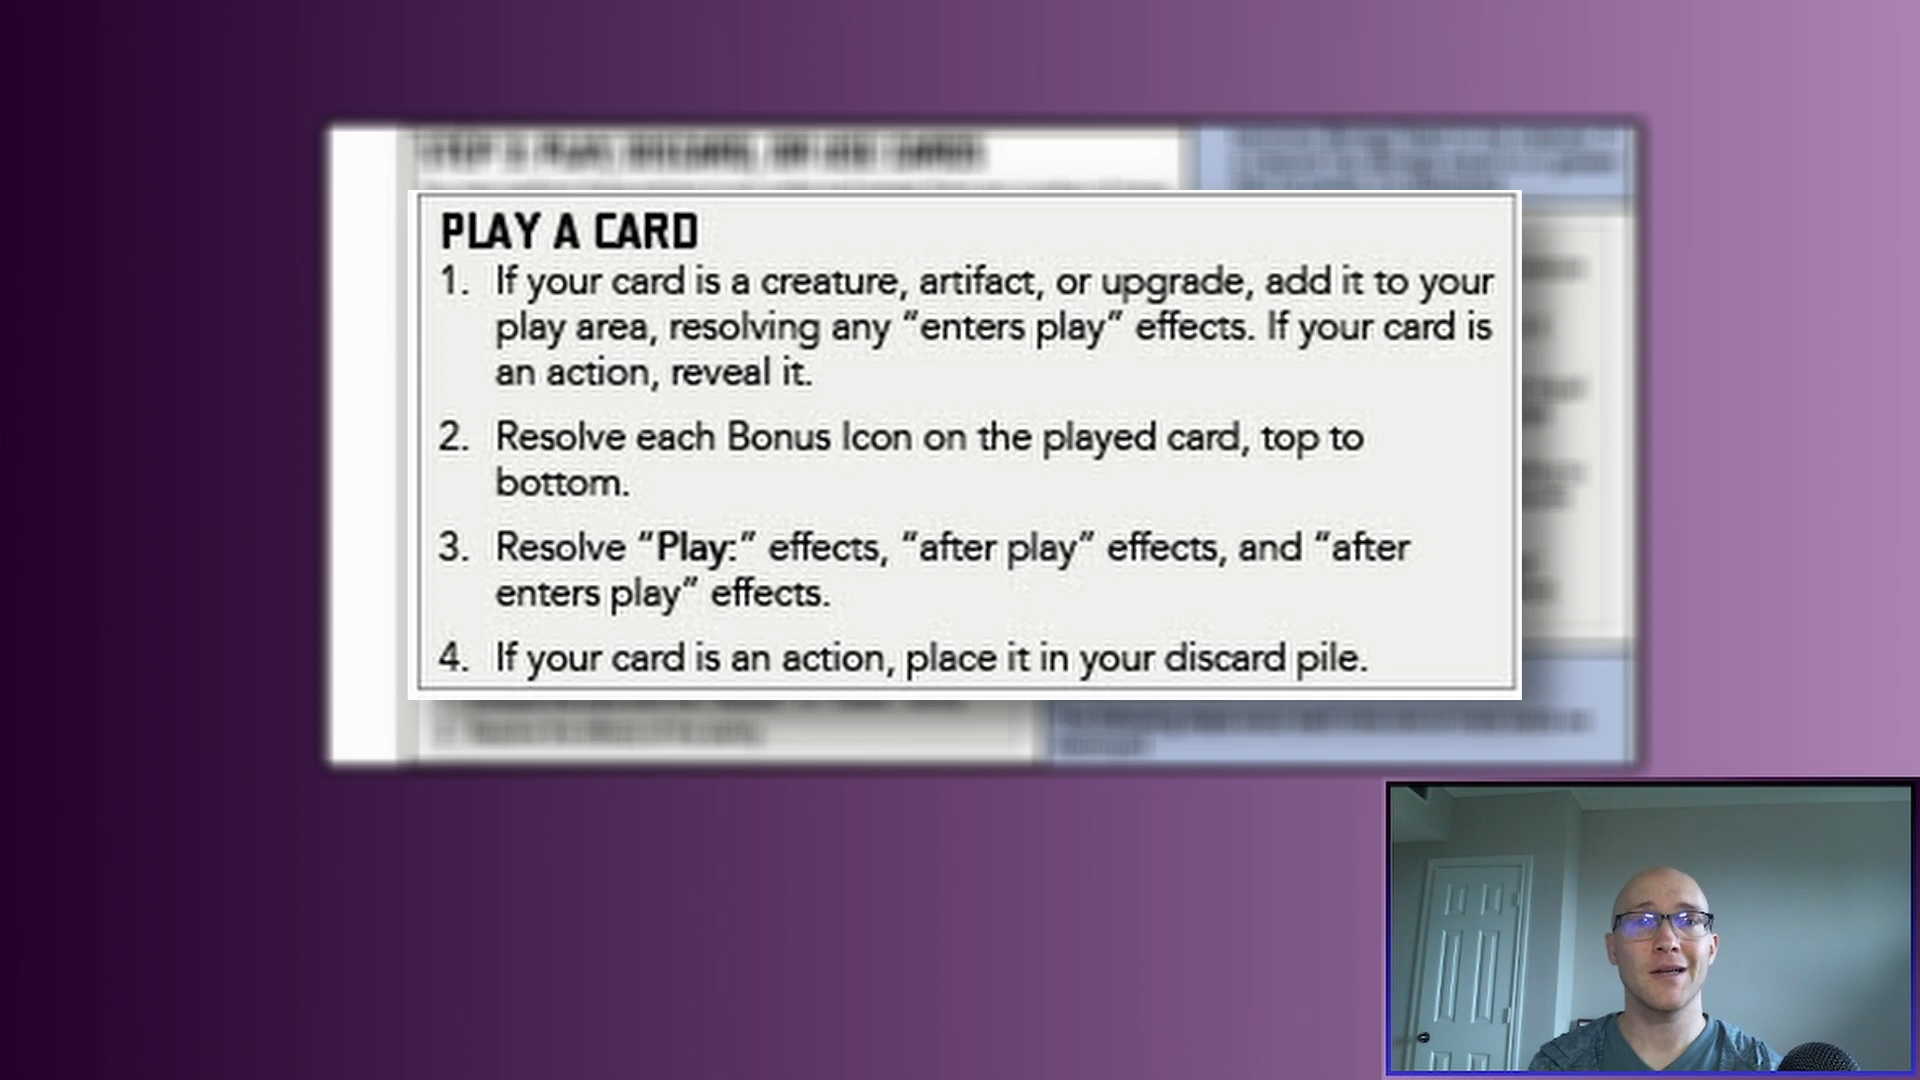 PLAY A CARD
1. If your card is a creature, artifact, or upgrade, add it to your
play area, resolving any “enters play” effects. If your card is
an action, reveal it.
2. Resolve each Bonus Icon on the played card, top to
bottom.
3. Resolve “Play:” effects, “after play” effects, and “after
enters play” effects.
4. If your card is an action, place it in your discard pile.